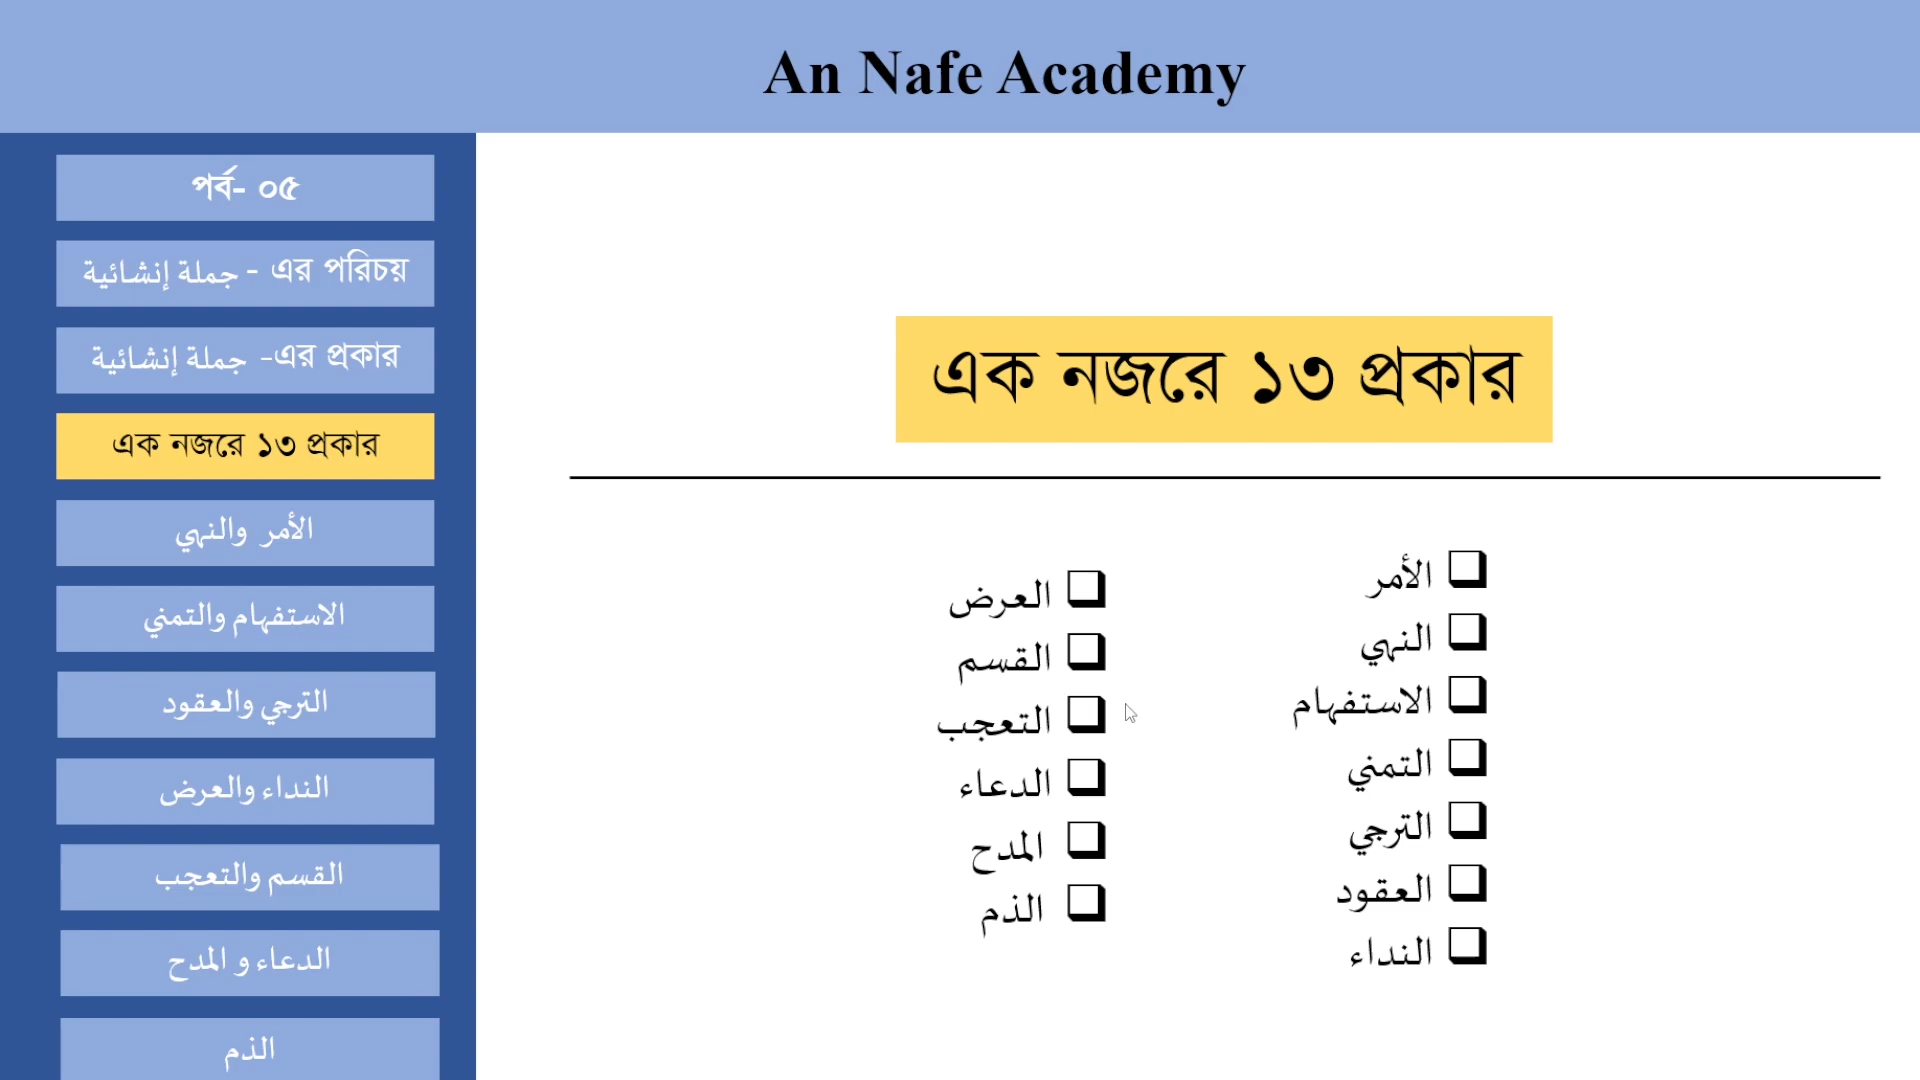 An Nafe Academy
পর্ব- ০৫
جملة إنشائية - এর পরিচয়
جملة إنشائية -এর প্রকার
এক নজরে ১৩ প্রকার
الأمر والنهي
الاستفهام والتمني
الترجي والعقود
النداء والعرض
القسم والتعجب
الدعاء و المدح
الذم
এক নজরে ১৩ প্রকার
الأمر
النهي
الاستفهام
التمني
الترجي
العقود
النداء
العرض
القسم
التعجب
الدعاء
المدح
الذم